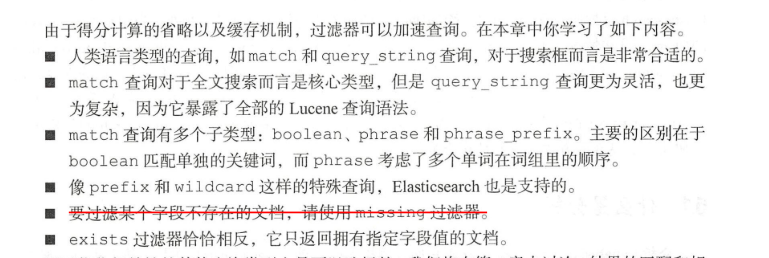 由于得分计算的省略以及缓存机制，过滤器可以加速查询。在本章中你学习了如下内容。
■ 人类语言类型的查询，如 match 和 query_string 查询，对于搜索框而言是非常合适的。
■ match 查询对于全文搜索而言是核心类型，但是 query_string 查询更为灵活，也更
为复杂，因为它暴露了全部的 Lucene 查询语法。
■ match 查询有多个子类型：boolean、phrase 和 phrase_prefix。主要的区别在于
boolean 匹配单独的关键词，而 phrase 考虑了多个单词在词组里的顺序。
■ 像 prefix 和 wildcard 这样的特殊查询，Elasticsearch 也是支持的。
■ 要过滤某个字段不存在的文档，请使用 missing 过滤器。
■ exists 过滤器恰恰相反，它只返回拥有指定字段值的文档。